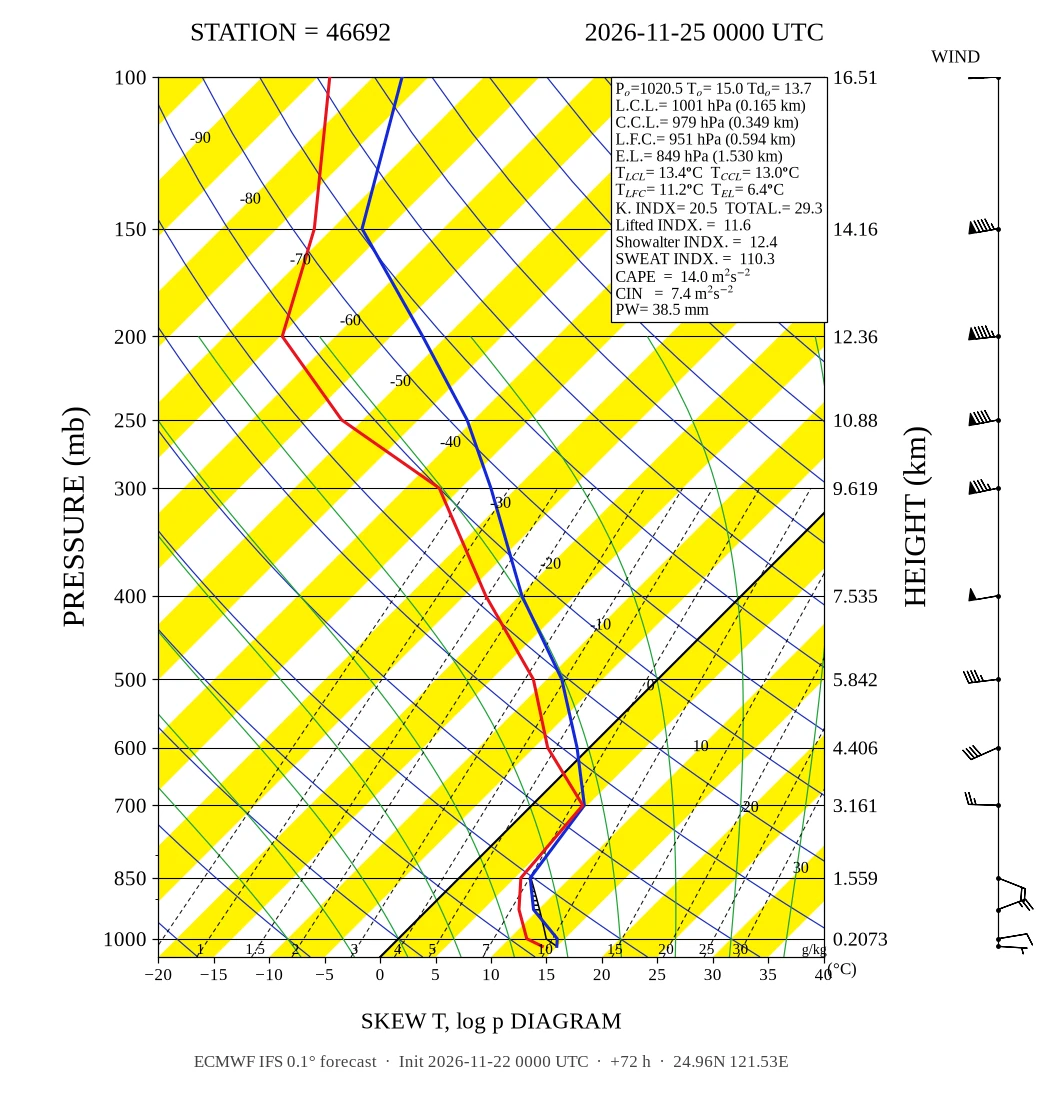 STATION = 46692
2026-11-25 0000 UTC
WIND
100
150
200
250
300
400
500
600
700
850
1000
PRESSURE (mb)
-90
-80
-70
-60
-50
-40
-30
-20
-10
0
10
20
30
Pₒ=1020.5 Tₒ= 15.0 Tdₒ= 13.7
L.C.L.= 1001 hPa (0.165 km)
C.C.L.= 979 hPa (0.349 km)
L.F.C.= 951 hPa (0.594 km)
E.L.= 849 hPa (1.530 km)
T_LCL= 13.4°C T_CCL= 13.0°C
T_LFC= 11.2°C T_EL= 6.4°C
K. INDX= 20.5 TOTAL.= 29.3
Lifted INDX. = 11.6
Showalter INDX. = 12.4
SWEAT INDX. = 110.3
CAPE = 14.0 m²s⁻²
CIN = 7.4 m²s⁻²
PW= 38.5 mm
16.51
14.16
12.36
10.88
9.619
7.535
5.842
4.406
3.161
1.559
0.2073
HEIGHT (km)
1 1.5 2 3 4 5 7 10 15 20 25 30 g/kg
−20 −15 −10 −5 0 5 10 15 20 25 30 35 40 (°C)
SKEW T, log p DIAGRAM
ECMWF IFS 0.1° forecast · Init 2026-11-22 0000 UTC · +72 h · 24.96N 121.53E